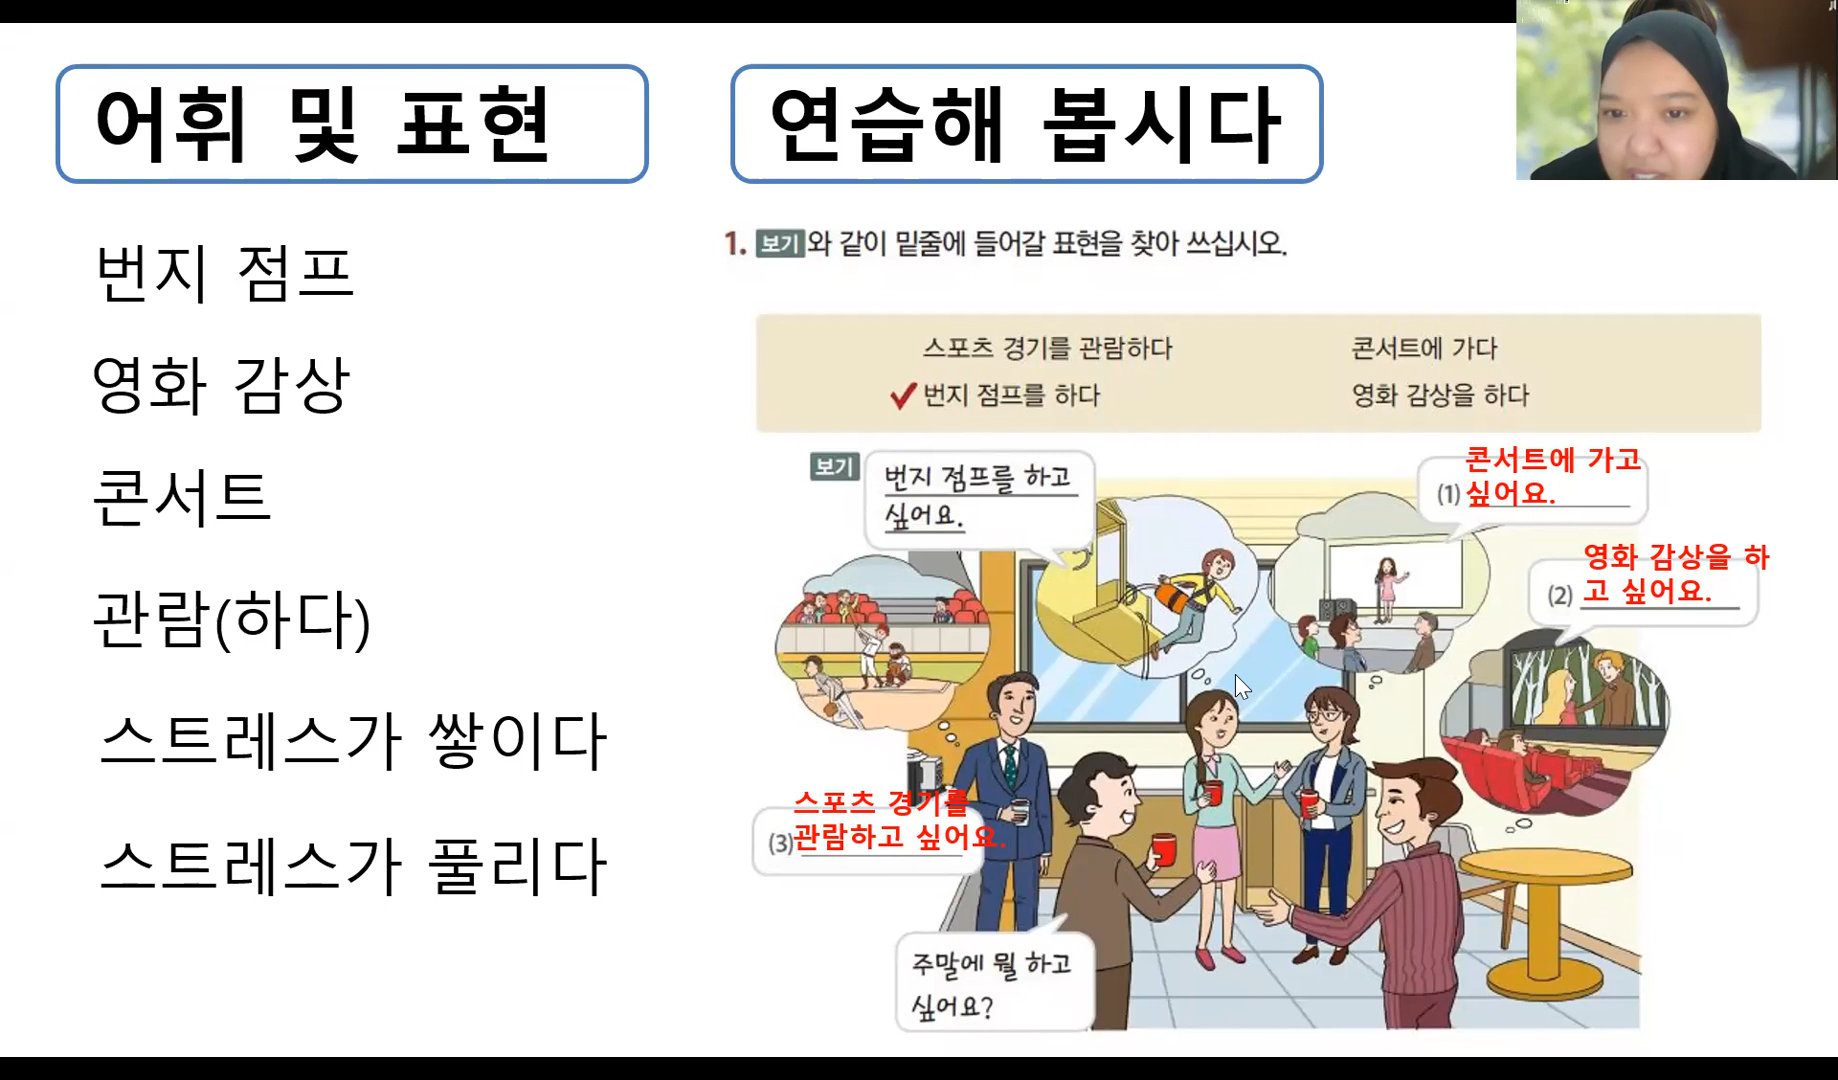 어휘 및 표현
번지 점프
영화 감상
콘서트
관람(하다)
스트레스가 쌓이다
스트레스가 풀리다
연습해 봅시다
1. 보기와 같이 밑줄에 들어갈 표현을 찾아 쓰십시오.
스포츠 경기를 관람하다 콘서트에 가다
✓번지 점프를 하다 영화 감상을 하다
보기
번지 점프를 하고
싶어요.
콘서트에 가고
(1) 싶어요.
영화 감상을 하
(2) 고 싶어요.
스포츠 경기를
(3) 관람하고 싶어요.
주말에 뭘 하고
싶어요?